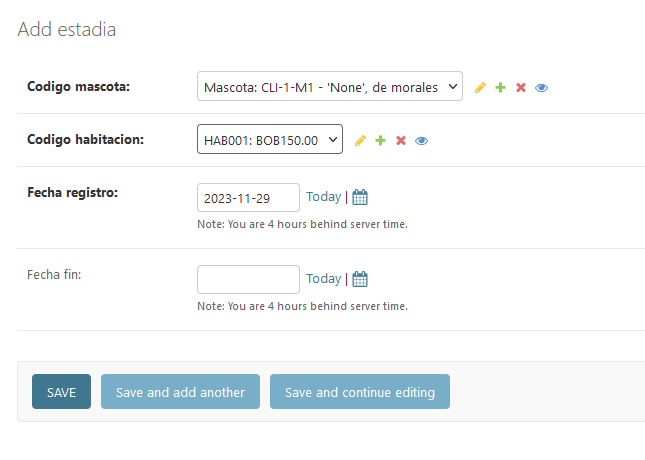 Add estadia
Codigo mascota: Mascota: CLI-1-M1 - 'None', de morales
Codigo habitacion: HAB001: BOB150.00
Fecha registro: 2023-11-29 Today |
Note: You are 4 hours behind server time.
Fecha fin: Today |
Note: You are 4 hours behind server time.
SAVE Save and add another Save and continue editing